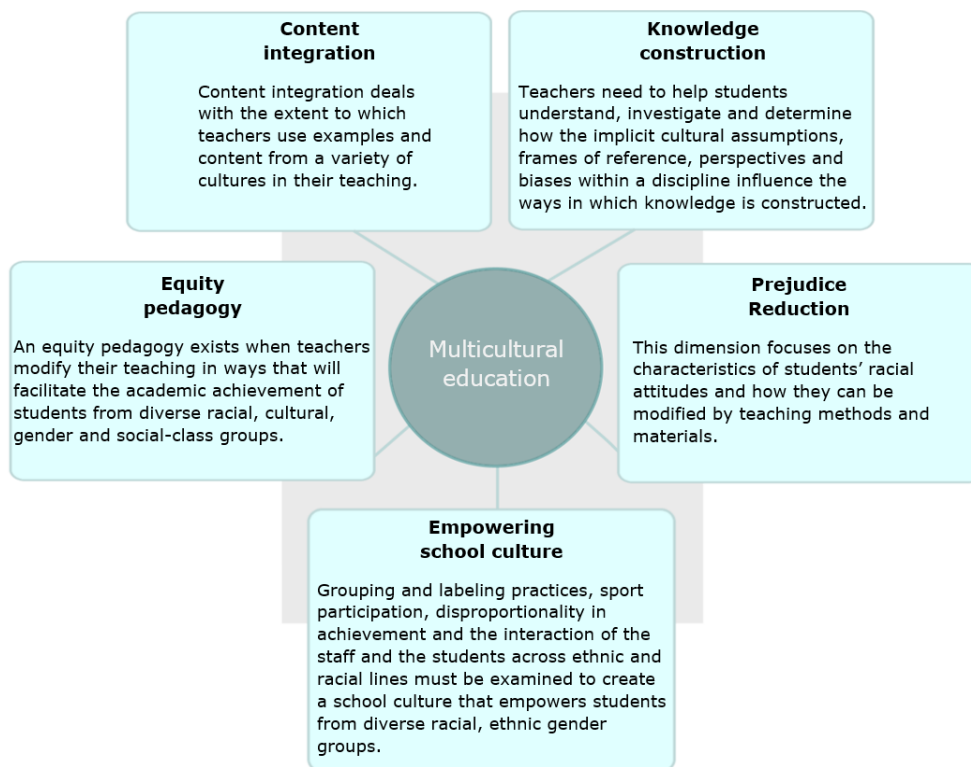 Content
integration
Content integration deals
with the extent to which
teachers use examples and
content from a variety of
cultures in their teaching.
Knowledge
construction
Teachers need to help students
understand, investigate and determine
how the implicit cultural assumptions,
frames of reference, perspectives and
biases within a discipline influence the
ways in which knowledge is constructed.
Equity
pedagogy
An equity pedagogy exists when teachers
modify their teaching in ways that will
facilitate the academic achievement of
students from diverse racial, cultural,
gender and social-class groups.
Multicultural
education
Prejudice
Reduction
This dimension focuses on the
characteristics of students’ racial
attitudes and how they can be
modified by teaching methods and
materials.
Empowering
school culture
Grouping and labeling practices, sport
participation, disproportionality in
achievement and the interaction of the
staff and the students across ethnic and
racial lines must be examined to create
a school culture that empowers students
from diverse racial, ethnic gender
groups.